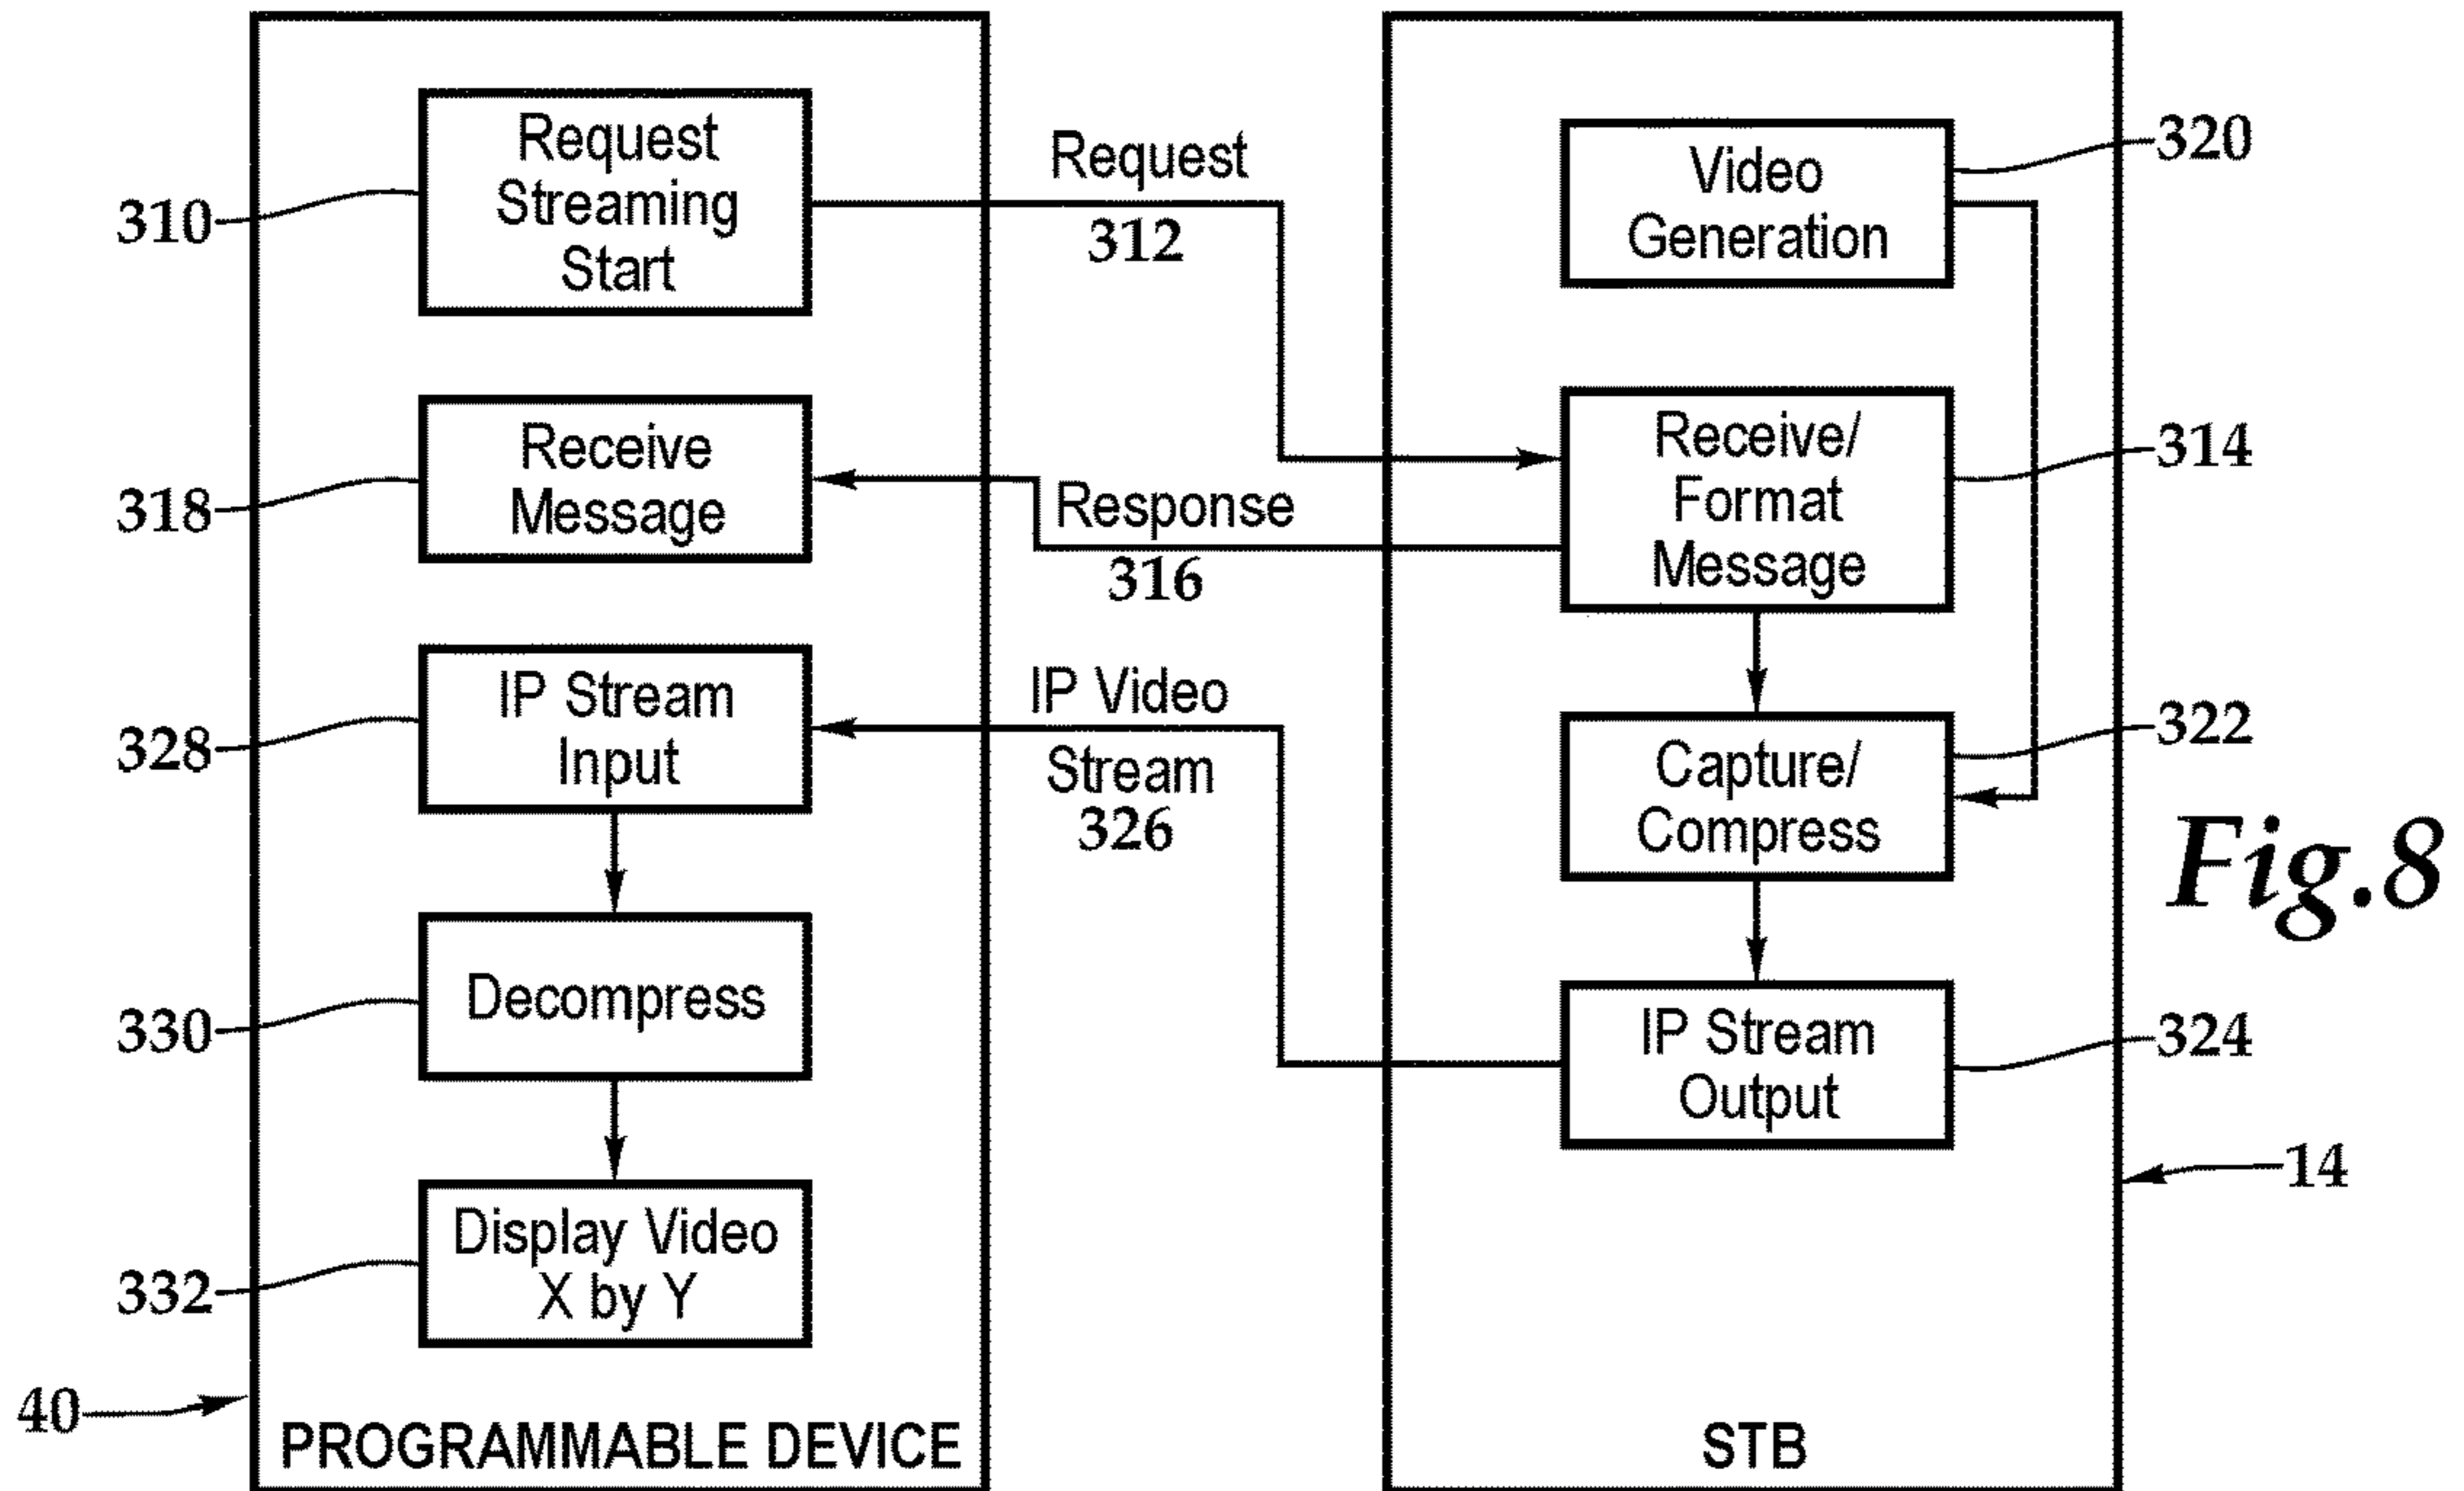 310
Request
Streaming
Start
Request
312
Video
Generation
320
318
Receive
Message
Response
316
Receive/
Format
Message
314
328
IP Stream
Input
IP Video
Stream
326
Capture/
Compress
322
330
Decompress
IP Stream
Output
324
332
Display Video
X by Y
14
40
PROGRAMMABLE DEVICE
STB
Fig.8